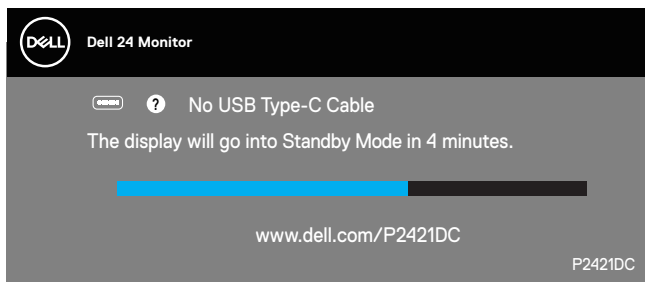 DELL
Dell 24 Monitor
? No USB Type-C Cable
The display will go into Standby Mode in 4 minutes.
www.dell.com/P2421DC
P2421DC